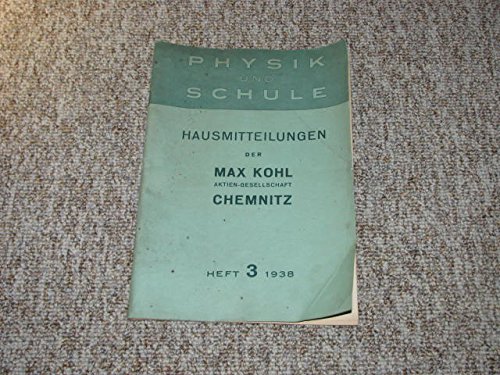 PHYSIK
UND
SCHULE
HAUSMITTEILUNGEN
DER
MAX KOHL
AKTIEN-GESELLSCHAFT
CHEMNITZ
HEFT 3 1938